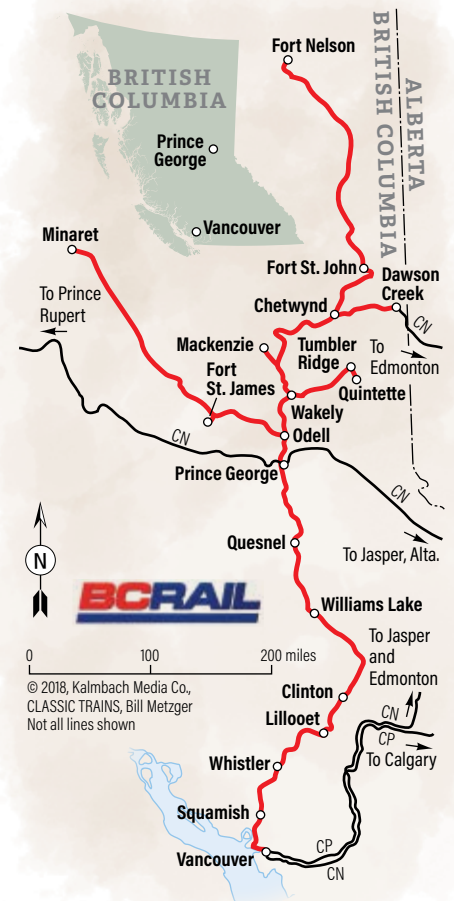 Fort Nelson
BRITISH
COLUMBIA
ALBERTA
BRITISH COLUMBIA
Prince
George
Vancouver
Minaret
Fort St. John
Dawson
Creek
To Prince
Rupert
Chetwynd
CN
Mackenzie
Tumbler
Ridge
To
Edmonton
Fort
St. James
Quintette
Wakely
Odell
CN
Prince George
CN
Quesnel
To Jasper, Alta.
N
BCRAIL
Williams Lake
0 100 200 miles
To Jasper
and
Edmonton
© 2018, Kalmbach Media Co.,
CLASSIC TRAINS, Bill Metzger
Not all lines shown
Clinton
Lillooet
CN
CP
To Calgary
Whistler
Squamish
Vancouver
CP
CN